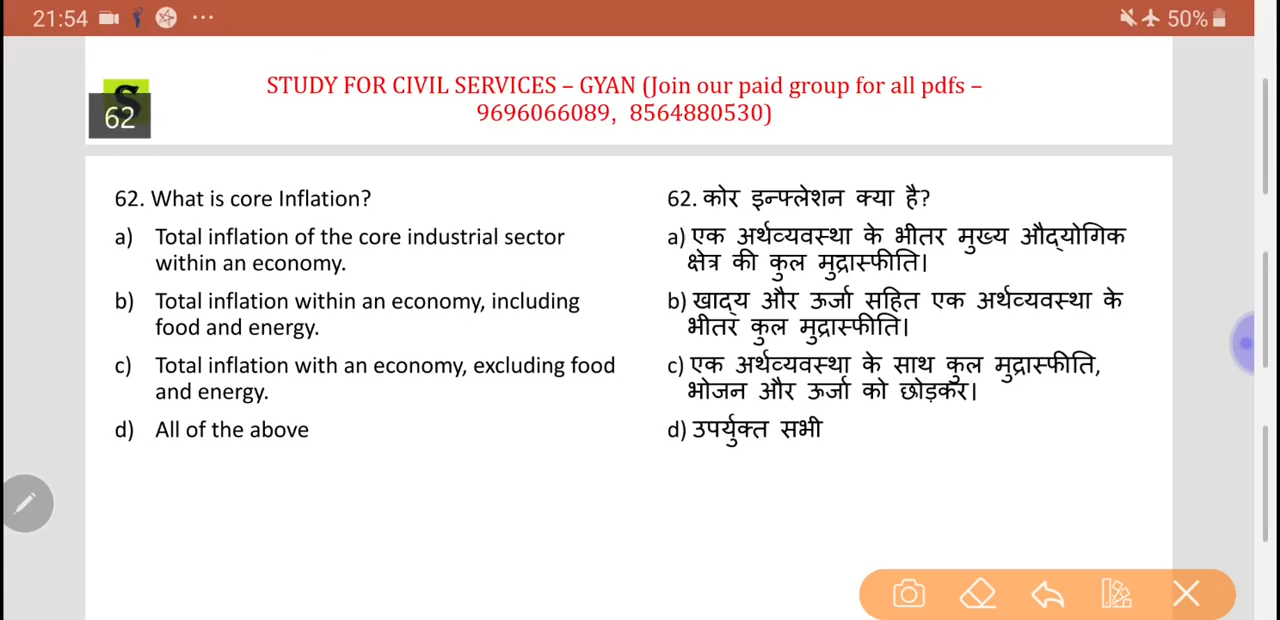 21:54 ... 50%
STUDY FOR CIVIL SERVICES – GYAN (Join our paid group for all pdfs –
9696066089, 8564880530)
S
62
62. What is core Inflation?
a) Total inflation of the core industrial sector
within an economy.
b) Total inflation within an economy, including
food and energy.
c) Total inflation with an economy, excluding food
and energy.
d) All of the above
62. कोर इन्फ्लेशन क्या है?
a) एक अर्थव्यवस्था के भीतर मुख्य औद्योगिक
क्षेत्र की कुल मुद्रास्फीति।
b) खाद्य और ऊर्जा सहित एक अर्थव्यवस्था के
भीतर कुल मुद्रास्फीति।
c) एक अर्थव्यवस्था के साथ कुल मुद्रास्फीति,
भोजन और ऊर्जा को छोड़कर।
d) उपर्युक्त सभी